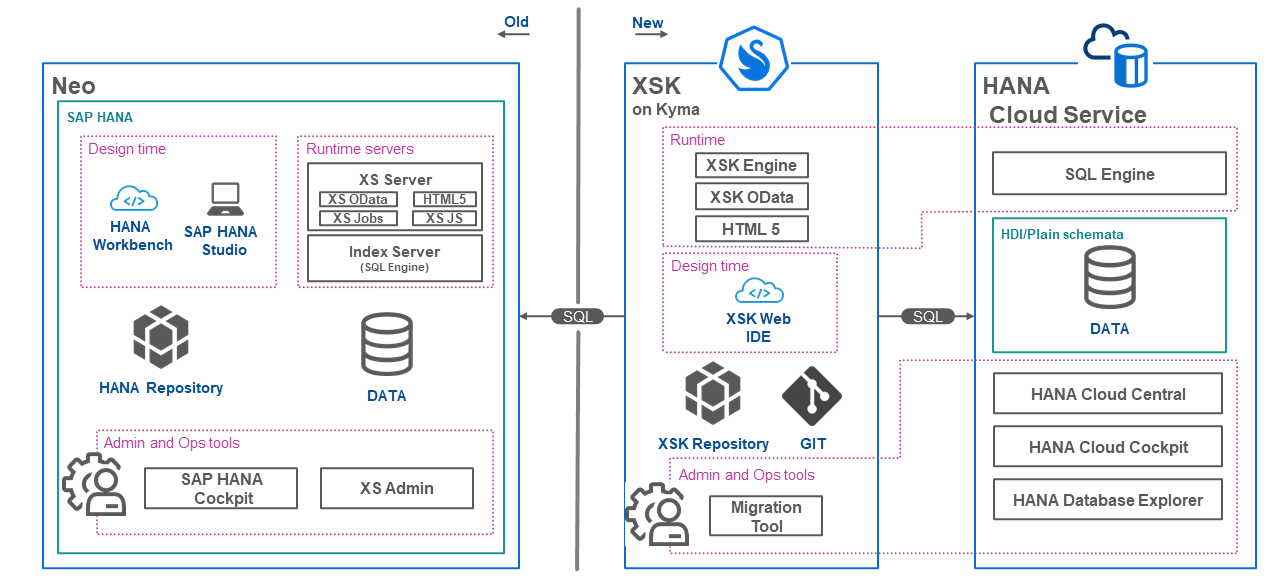 Old
New
Neo
SAP HANA
Design time
HANA
Workbench
SAP HANA
Studio
Runtime servers
XS Server
XS OData
HTML5
XS Jobs
XS JS
Index Server
(SQL Engine)
HANA Repository
DATA
Admin and Ops tools
SAP HANA
Cockpit
XS Admin
SQL
XSK
on Kyma
Runtime
XSK Engine
XSK OData
HTML 5
Design time
XSK Web
IDE
XSK Repository
GIT
Admin and Ops tools
Migration
Tool
SQL
HANA
Cloud Service
SQL Engine
HDI/Plain schemata
DATA
HANA Cloud Central
HANA Cloud Cockpit
HANA Database Explorer